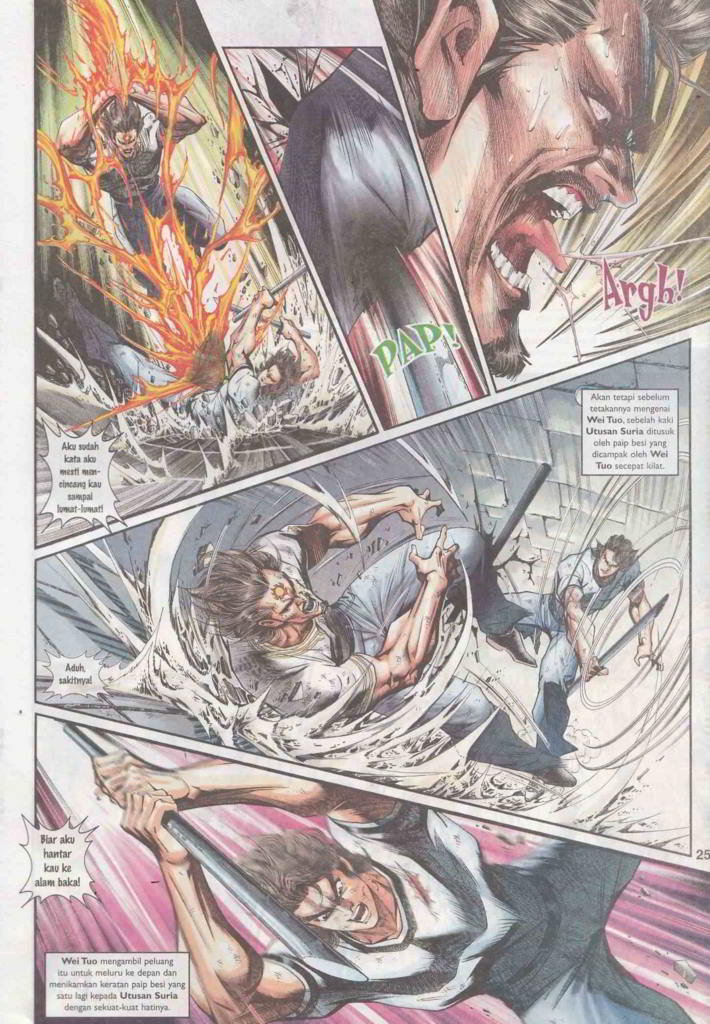 Argh!
PAP!
Aku sudah
kata aku
mesti men-
cincang kau
sampai
lumat-lumat!
Akan tetapi sebelum
tetakannya mengenai
Wei Tuo, sebelah kaki
Utusan Suria ditusuk
oleh paip besi yang
dicampak oleh Wei
Tuo secepat kilat.
Aduh,
sakitnya!
25
Biar aku
hantar
kau ke
alam baka!
Wei Tuo mengambil peluang
itu untuk meluru ke depan dan
menikamkan keratan paip besi yang
satu lagi kepada Utusan Suria
dengan sekuat-kuat hatinya.